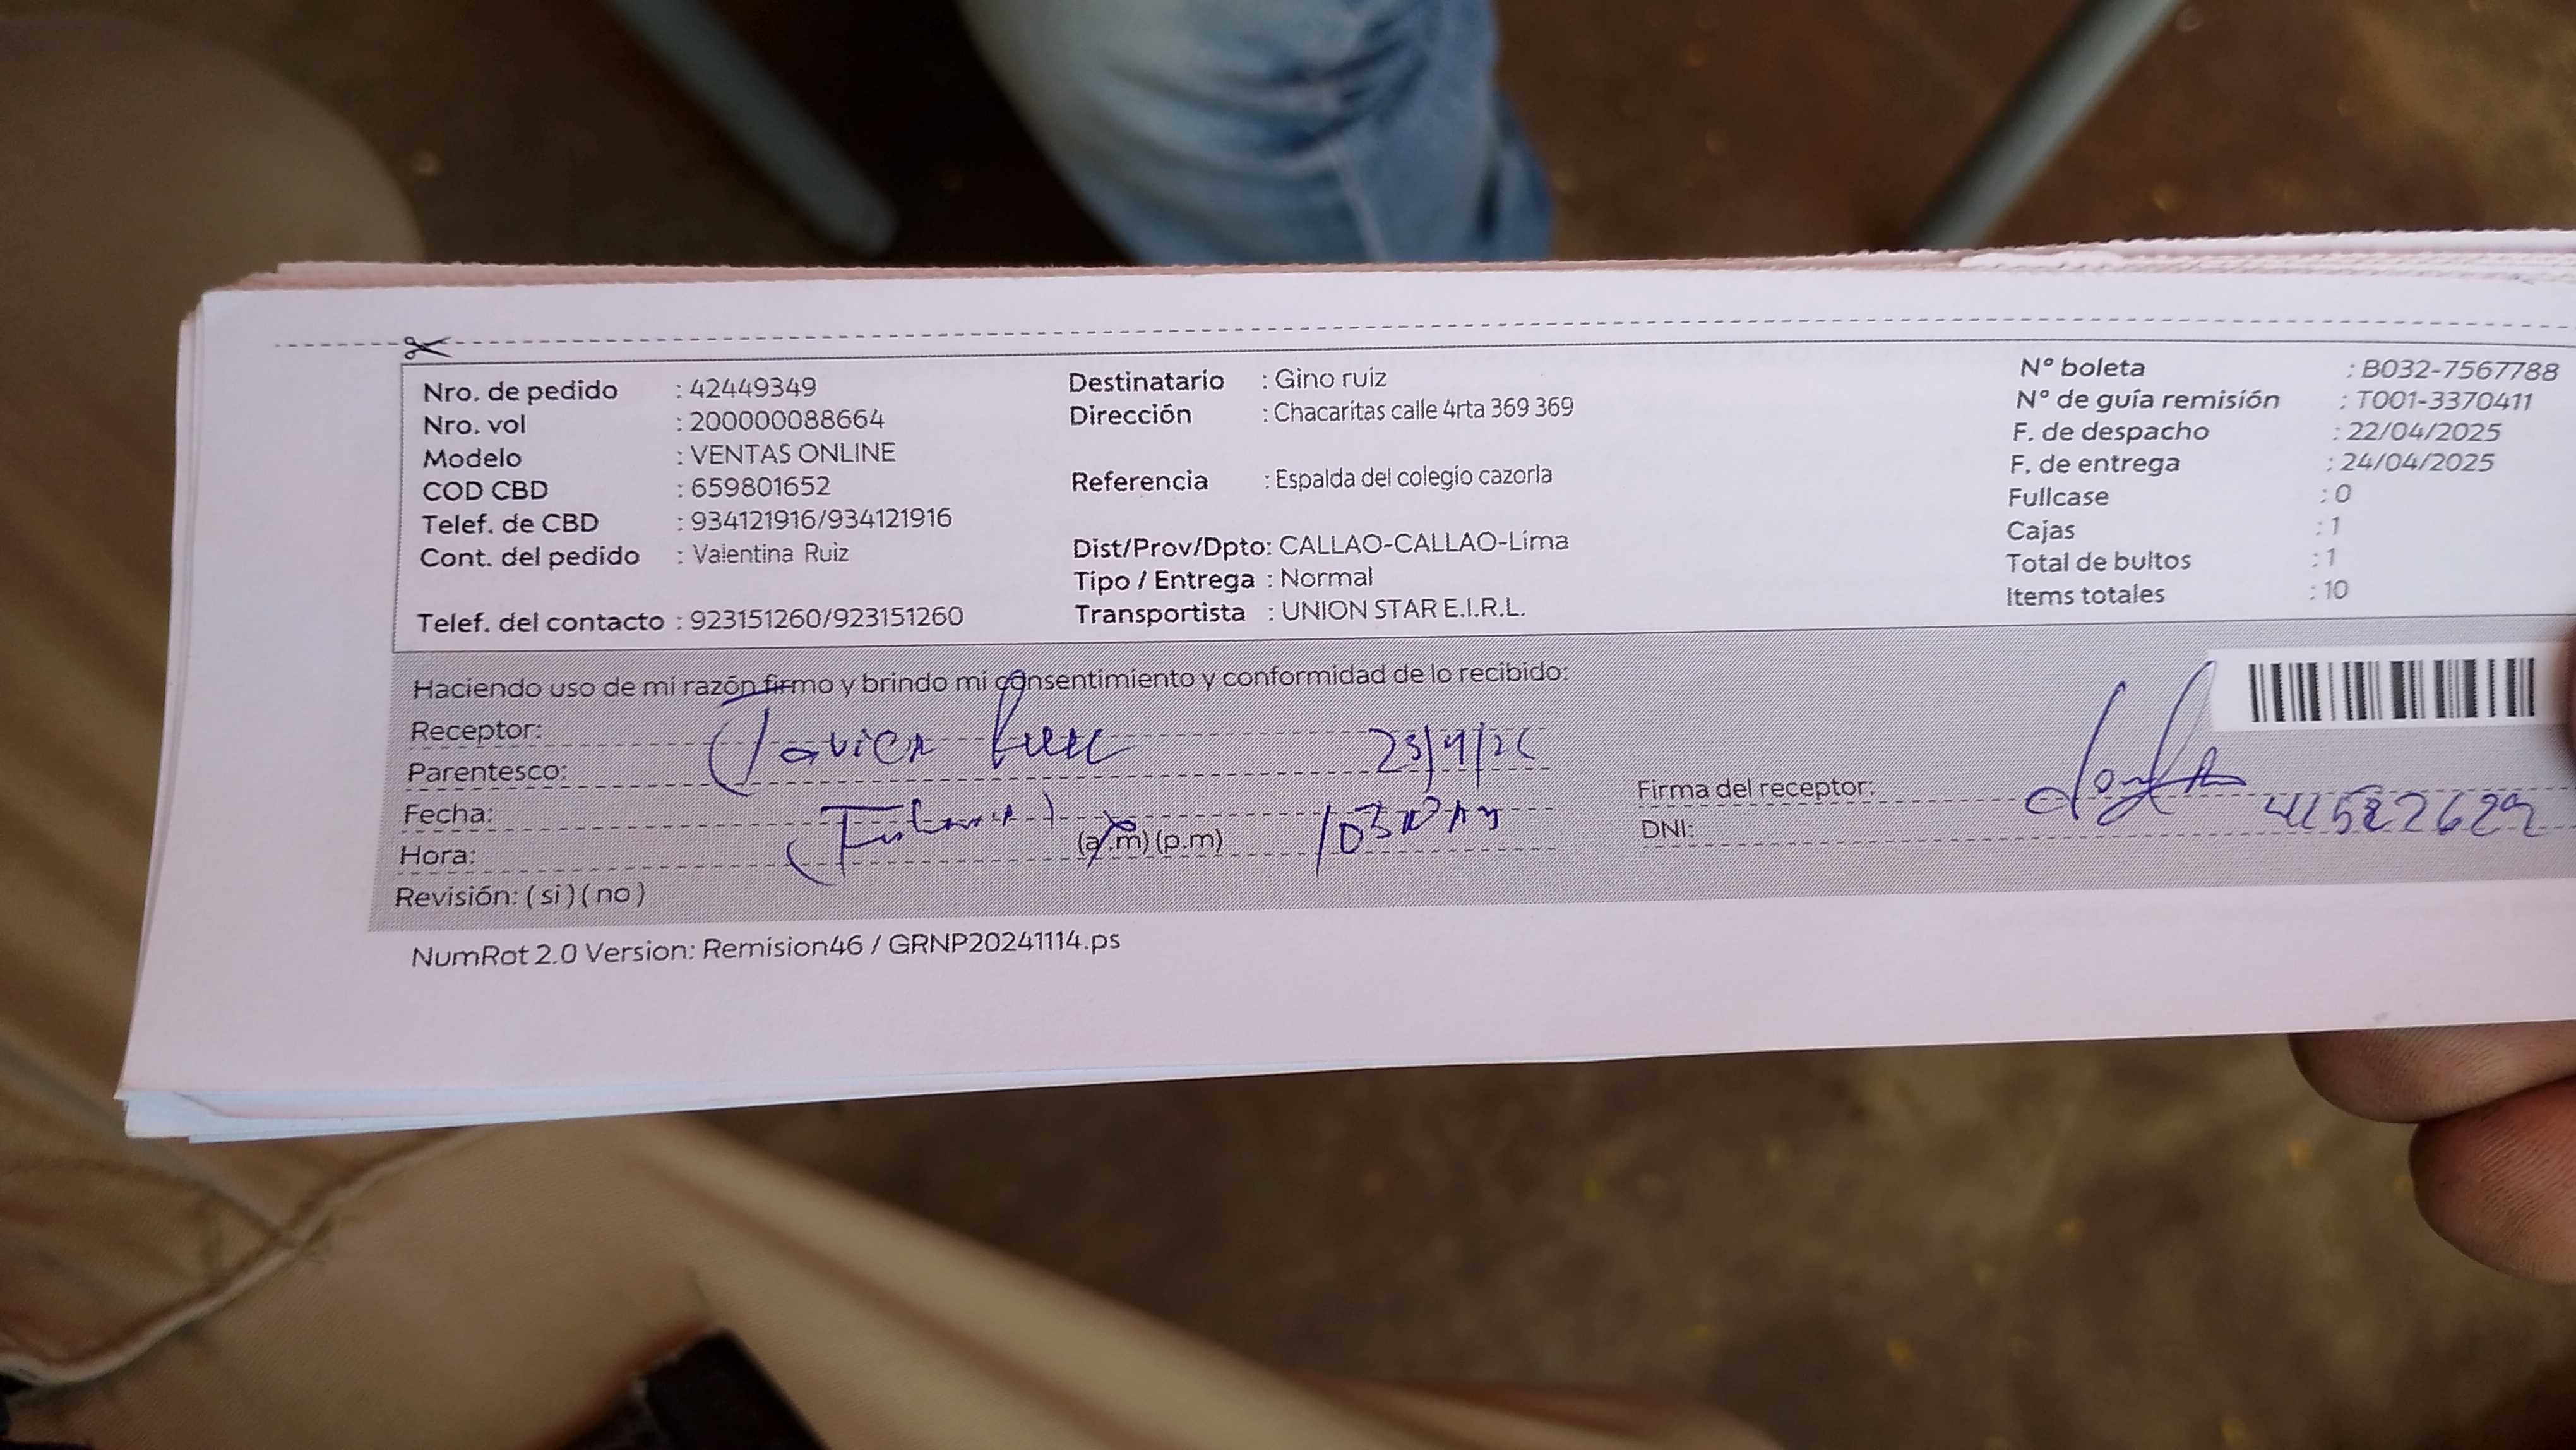 Nro. de pedido : 42449349
Nro. vol : 200000088664
Modelo : VENTAS ONLINE
COD CBD : 659801652
Telef. de CBD : 934121916/934121916
Cont. del pedido : Valentina Ruiz
Telef. del contacto : 923151260/923151260
Destinatario : Gino ruiz
Dirección : Chacaritas calle 4rta 369 369
Referencia : Espalda del colegio cazorla
Dist/Prov/Dpto: CALLAO-CALLAO-Lima
Tipo / Entrega : Normal
Transportista : UNION STAR E.I.R.L.
Nº boleta : B032-7567788
Nº de guía remisión : T001-3370411
F. de despacho : 22/04/2025
F. de entrega : 24/04/2025
Fullcase : 0
Cajas : 1
Total de bultos : 1
Items totales : 10
Haciendo uso de mi razón firmo y brindo mi consentimiento y conformidad de lo recibido:
Receptor: Javier
Parentesco:
Fecha:
Hora: (a.m) (p.m)
Revisión: ( si ) ( no )
Firma del receptor:
DNI:
NumRot 2.0 Version: Remision46 / GRNP20241114.ps